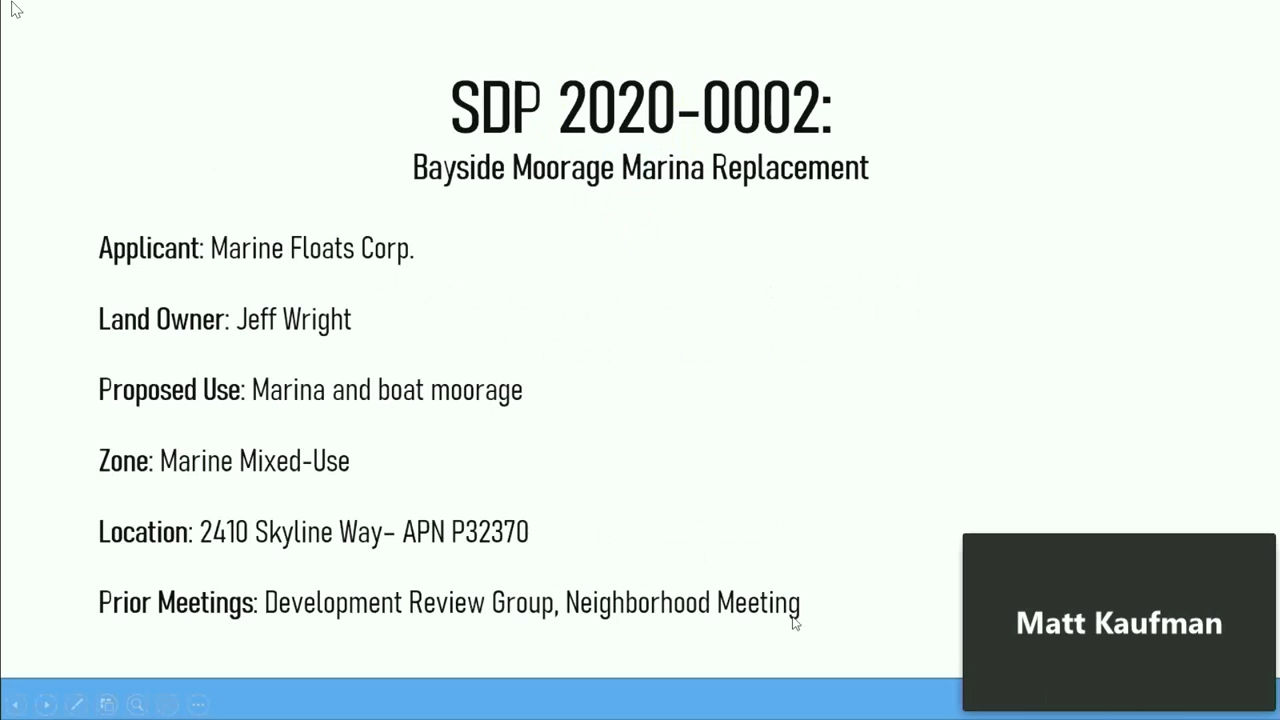 SDP 2020-0002:
Bayside Moorage Marina Replacement
Applicant: Marine Floats Corp.
Land Owner: Jeff Wright
Proposed Use: Marina and boat moorage
Zone: Marine Mixed-Use
Location: 2410 Skyline Way– APN P32370
Prior Meetings: Development Review Group, Neighborhood Meeting
Matt Kaufman